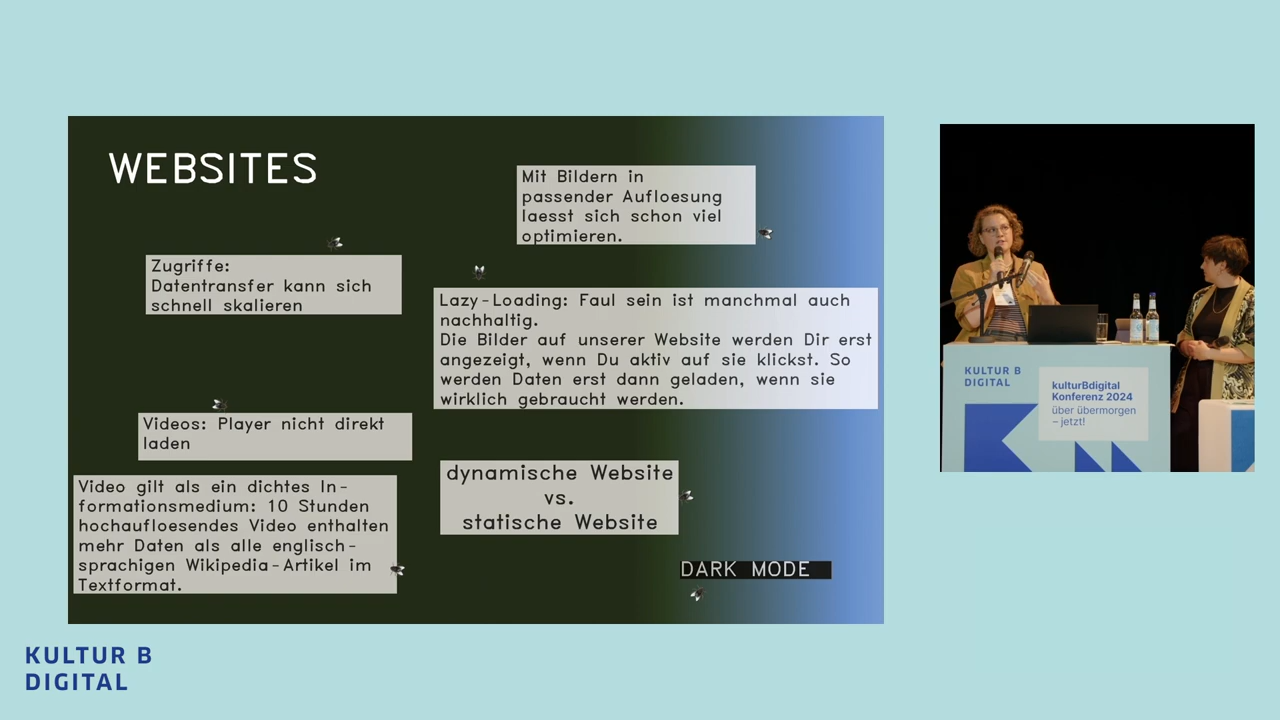 WEBSITES
Mit Bildern in
passender Aufloesung
laesst sich schon viel
optimieren.
Zugriffe:
Datentransfer kann sich
schnell skalieren
Lazy-Loading: Faul sein ist manchmal auch
nachhaltig.
Die Bilder auf unserer Website werden Dir erst
angezeigt, wenn Du aktiv auf sie klickst. So
werden Daten erst dann geladen, wenn sie
wirklich gebraucht werden.
Videos: Player nicht direkt
laden
Video gilt als ein dichtes In-
formationsmedium: 10 Stunden
hochaufloesendes Video enthalten
mehr Daten als alle englisch-
sprachigen Wikipedia-Artikel im
Textformat.
dynamische Website
vs.
statische Website
DARK MODE
KULTUR B
DIGITAL
kulturBdigital
Konferenz 2024
über übermorgen
– jetzt!
KULTUR B
DIGITAL